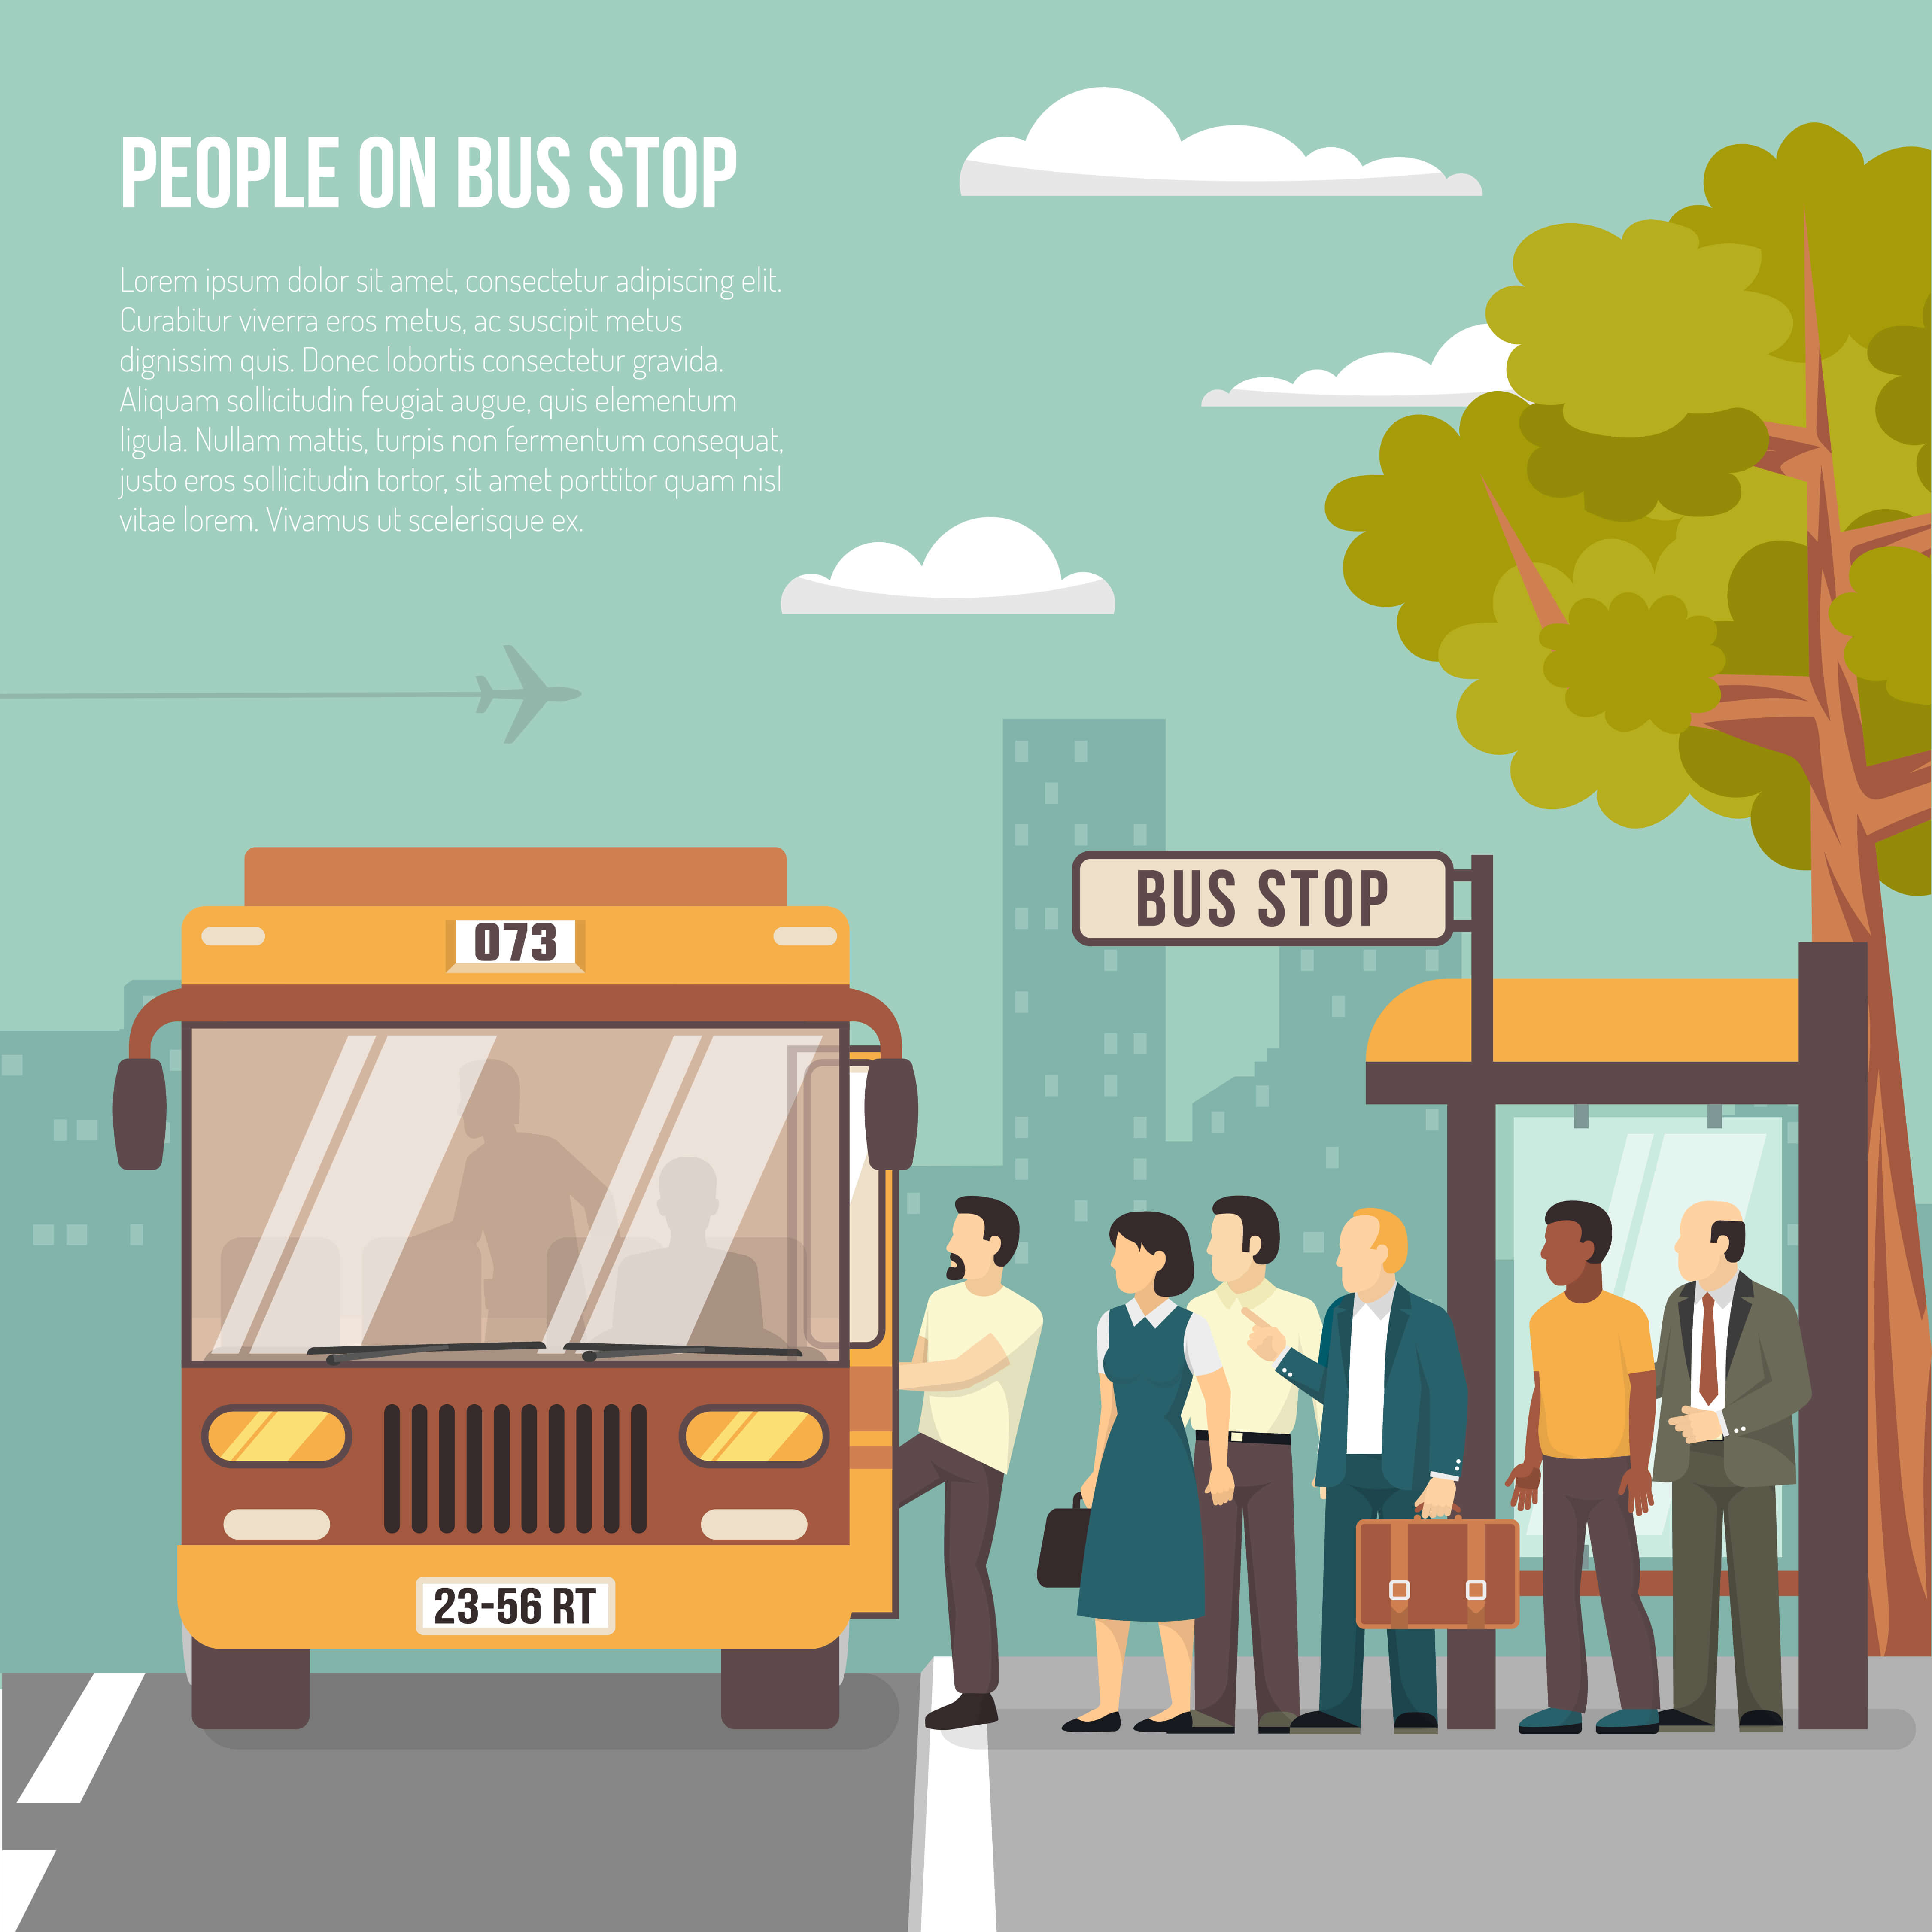 PEOPLE ON BUS STOP
Lorem ipsum dolor sit amet, consectetur adipiscing elit.
Curabitur viverra eros metus, ac suscipit metus
dignissim quis. Donec lobortis consectetur gravida.
Aliquam sollicitudin feugiat augue, quis elementum
ligula. Nullam mattis, turpis non fermentum consequat,
justo eros sollicitudin tortor, sit amet porttitor quam nisl
vitae lorem. Vivamus ut scelerisque ex.
BUS STOP
073
23-56 RT